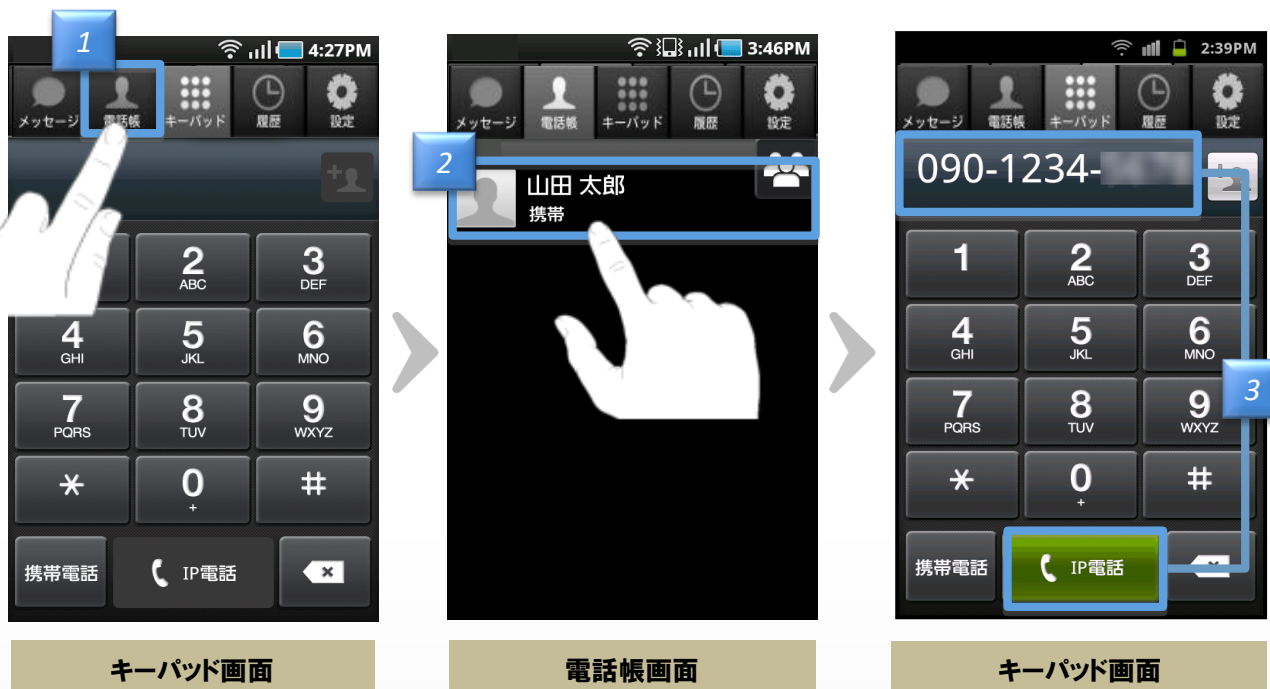 1
4:27PM
メッセージ
電話帳
キーパッド
履歴
設定
2
ABC
3
DEF
4
GHI
5
JKL
6
MNO
7
PQRS
8
TUV
9
WXYZ
*
0
+
#
携帯電話
IP電話
キーパッド画面
3:46PM
メッセージ
電話帳
キーパッド
履歴
設定
2
山田 太郎
携帯
電話帳画面
2:39PM
メッセージ
電話帳
キーパッド
履歴
設定
090-1234-
1
2
ABC
3
DEF
4
GHI
5
JKL
6
MNO
7
PQRS
8
TUV
9
WXYZ
3
*
0
+
#
携帯電話
IP電話
キーパッド画面